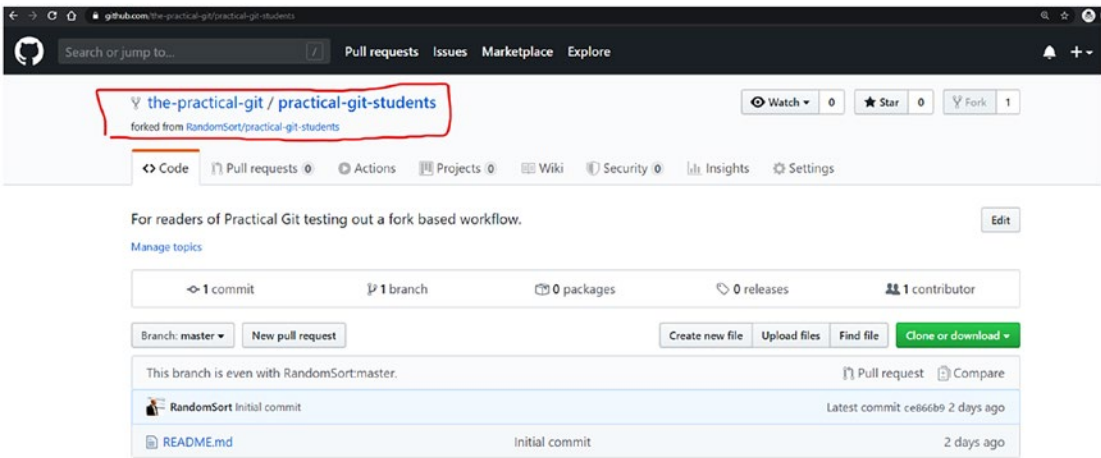 github.com/the-practical-git/practical-git-students
Search or jump to... / Pull requests Issues Marketplace Explore
the-practical-git / practical-git-students
Watch 0 Star 0 Fork 1
forked from RandomSort/practical-git-students
Code Pull requests 0 Actions Projects 0 Wiki Security 0 Insights Settings
For readers of Practical Git testing out a fork based workflow.
Edit
Manage topics
1 commit 1 branch 0 packages 0 releases 1 contributor
Branch: master New pull request Create new file Upload files Find file Clone or download
This branch is even with RandomSort:master. Pull request Compare
RandomSort Initial commit Latest commit ce866b9 2 days ago
README.md Initial commit 2 days ago